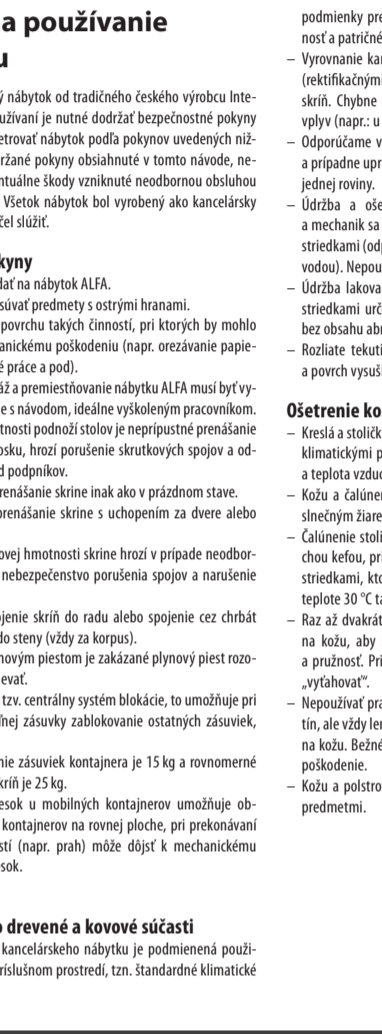 a používanie
u
ý nábytok od tradičného českého výrobcu Inte-
užívaní je nutné dodržať bezpečnostné pokyny
etrovať nábytok podľa pokynov uvedených niž-
držané pokyny obsiahnuté v tomto návode, ne-
ntuálne škody vzniknuté neodbornou obsluhou
Všetok nábytok bol vyrobený ako kancelársky
čel slúžiť.
kyny
dať na nábytok ALFA.
súvať predmety s ostrými hranami.
povrchu takých činností, pri ktorých by mohlo
anickému poškodeniu (napr. orezávanie papie-
é práce a pod).
áž a premiestňovanie nábytku ALFA musí byť vy-
e s návodom, ideálne vyškoleným pracovníkom.
tnosti podnoží stolov je neprípustné prenášanie
osku, hrozí porušenie skrutkových spojov a od-
d podpníkov.
renášanie skrine inak ako v prázdnom stave.
prenášanie skrine s uchopením za dvere alebo
ovej hmotnosti skrine hrozí v prípade neodbor-
nebezpečenstvo porušenia spojov a narušenie
ojenie skríň do radu alebo spojenie cez chrbát
do steny (vždy za korpus).
novým piestom je zakázané plynový piest rozo-
evať.
tzv. centrálny systém blokácie, to umožňuje pri
ľnej zásuvky zablokovanie ostatných zásuviek,
nie zásuviek kontajnera je 15 kg a rovnomerné
kríň je 25 kg.
esok u mobilných kontajnerov umožňuje ob-
kontajnerov na rovnej ploche, pri prekonávaní
stí (napr. prah) môže dôjsť k mechanickému
sok.
o drevené a kovové súčasti
kancelárskeho nábytku je podmienená použi-
ríslušnom prostredí, tzn. štandardné klimatické
podmienky pre
nosť a patričné
– Vyrovnanie kar
(rektifikačnými
skríň. Chybne
vplyv (napr.: u
– Odporúčame v
a prípadne upr
jednej roviny.
– Údržba a oše
a mechanik sa
striedkami (odp
vodou). Nepou
– Údržba lakova
striedkami urč
bez obsahu abr
– Rozliate tekuti
a povrch vysuši
Ošetrenie ko
– Kreslá a stoličk
klimatickými p
a teplota vzduc
– Kožu a čalúnen
slnečným žiare
– Čalúnenie stoli
chou kefou, pri
striedkami, kto
teplote 30 °C ta
– Raz až dvakrát
na kožu, aby
a pružnosť. Pri
„vyťahovať“.
– Nepoužívať pra
tín, ale vždy len
na kožu. Bežné
poškodenie.
– Kožu a polstro
predmetmi.